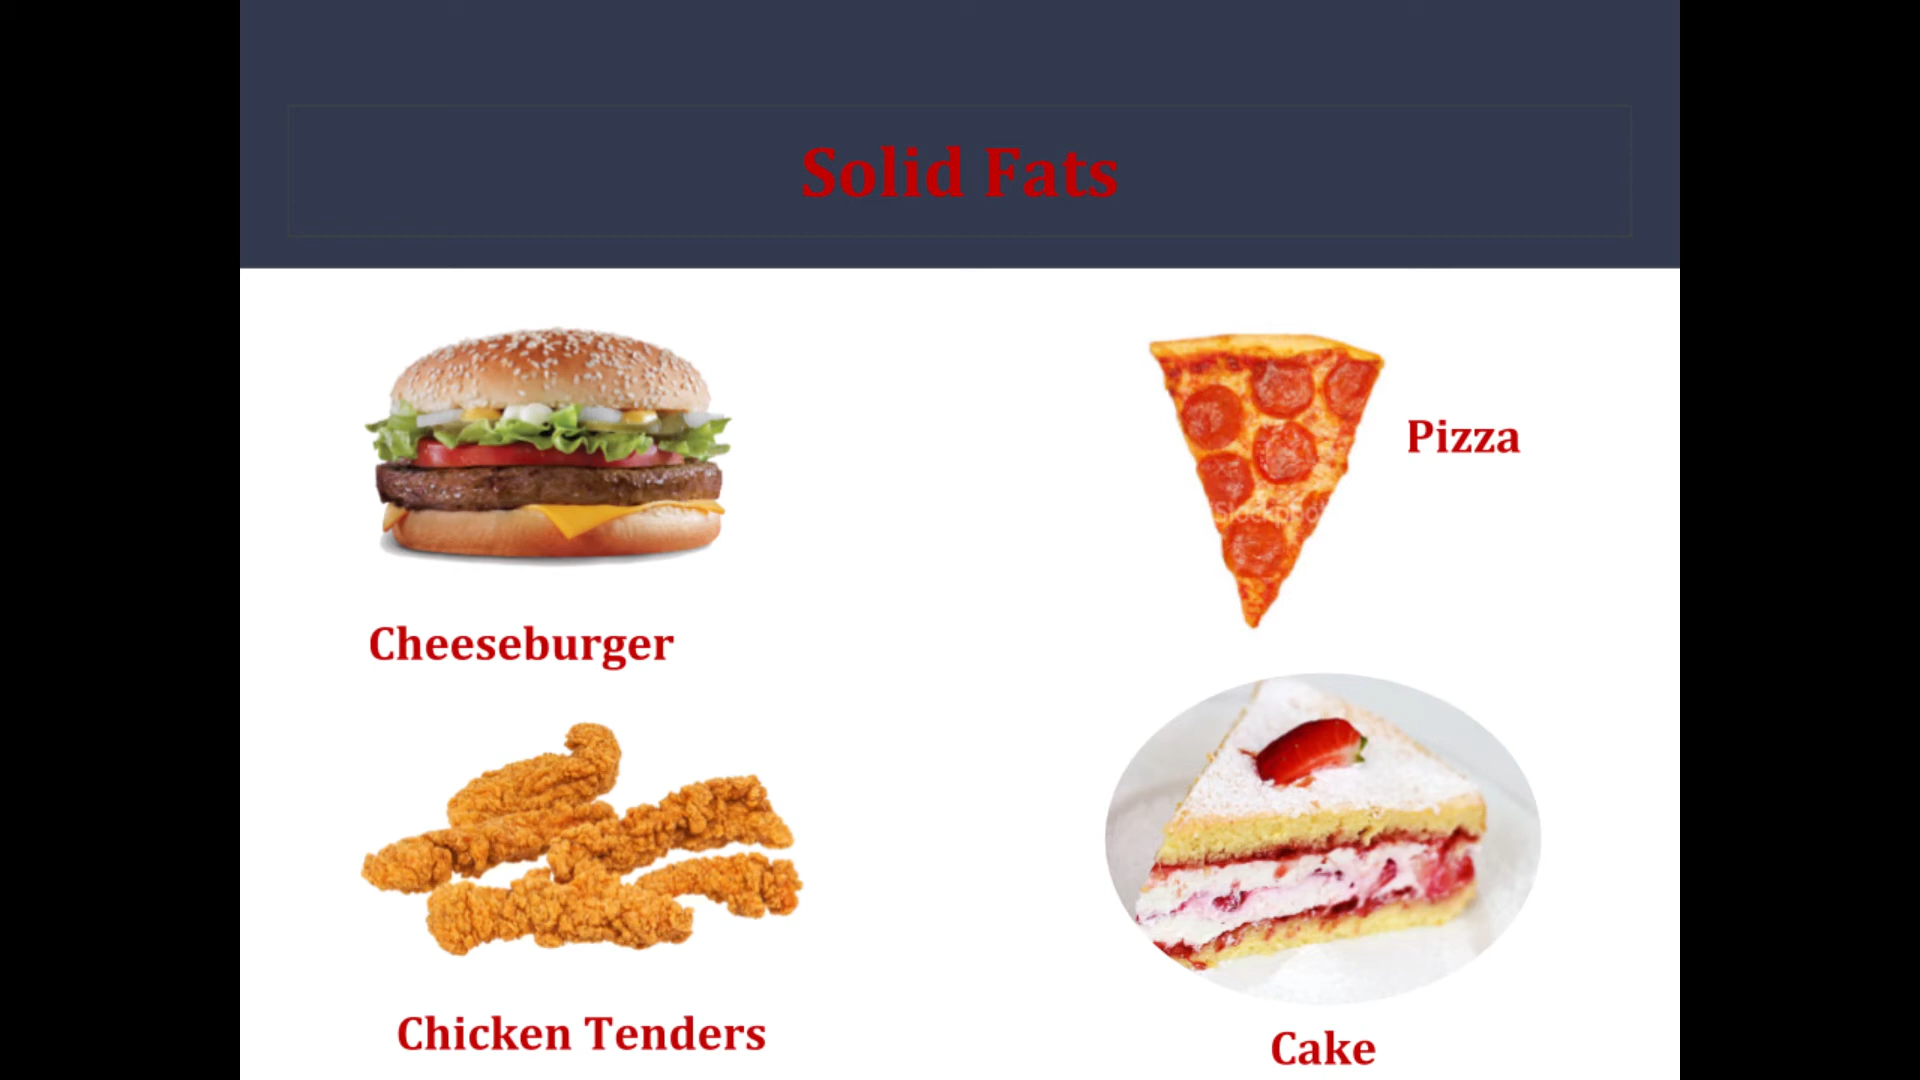 Solid Fats
Pizza
Cheeseburger
Chicken Tenders
Cake